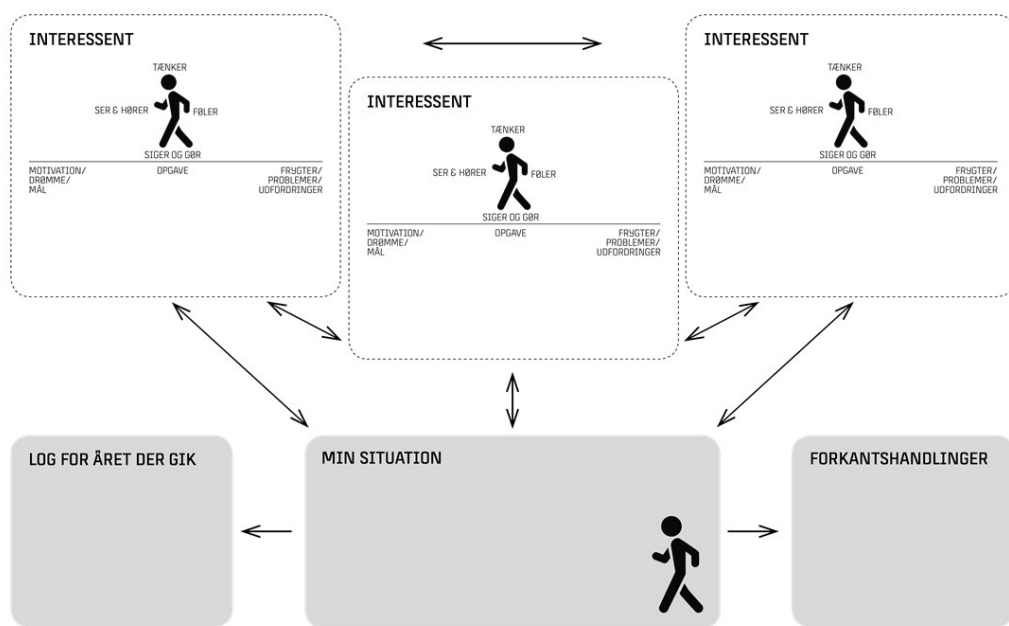 INTERESSENT
TÆNKER
SER & HØRER
FØLER
SIGER OG GØR
MOTIVATION/
DRØMME/
MÅL
OPGAVE
FRYGTER/
PROBLEMER/
UDFORDRINGER
INTERESSENT
TÆNKER
SER & HØRER
FØLER
SIGER OG GØR
MOTIVATION/
DRØMME/
MÅL
OPGAVE
FRYGTER/
PROBLEMER/
UDFORDRINGER
INTERESSENT
TÆNKER
SER & HØRER
FØLER
SIGER OG GØR
MOTIVATION/
DRØMME/
MÅL
OPGAVE
FRYGTER/
PROBLEMER/
UDFORDRINGER
LOG FOR ÅRET DER GIK
MIN SITUATION
FORKANTSHANDLINGER